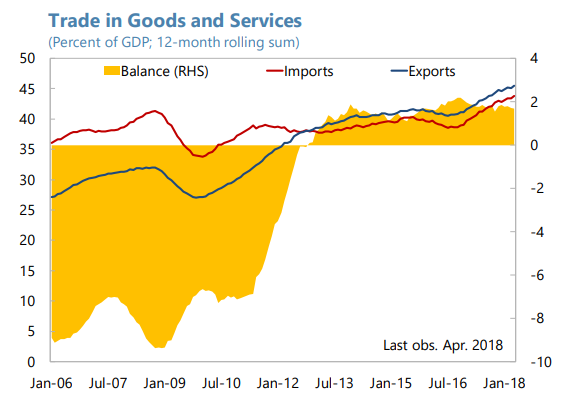 Trade in Goods and Services
(Percent of GDP; 12-month rolling sum)
50 4
Balance (RHS) Imports Exports
45
40 2
35 0
30
25 -2
20 -4
15
10 -6
5 -8
Last obs. Apr. 2018
0 -10
Jan-06 Jul-07 Jan-09 Jul-10 Jan-12 Jul-13 Jan-15 Jul-16 Jan-18